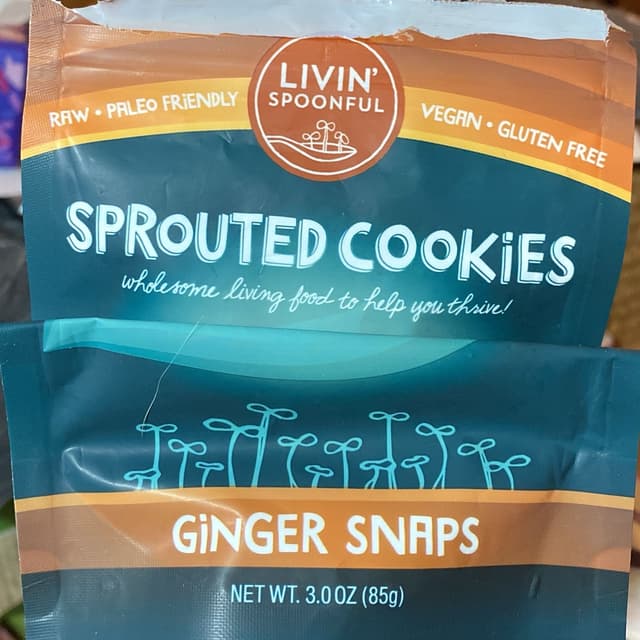 LIVIN'
SPOONFUL
RAW • PALEO FRiENDLY
VEGAN • GLUTEN FREE
SPROUTED COOKiES
wholesome living food to help you thrive!
GiNGER SNAPS
NET WT. 3.0 OZ (85g)